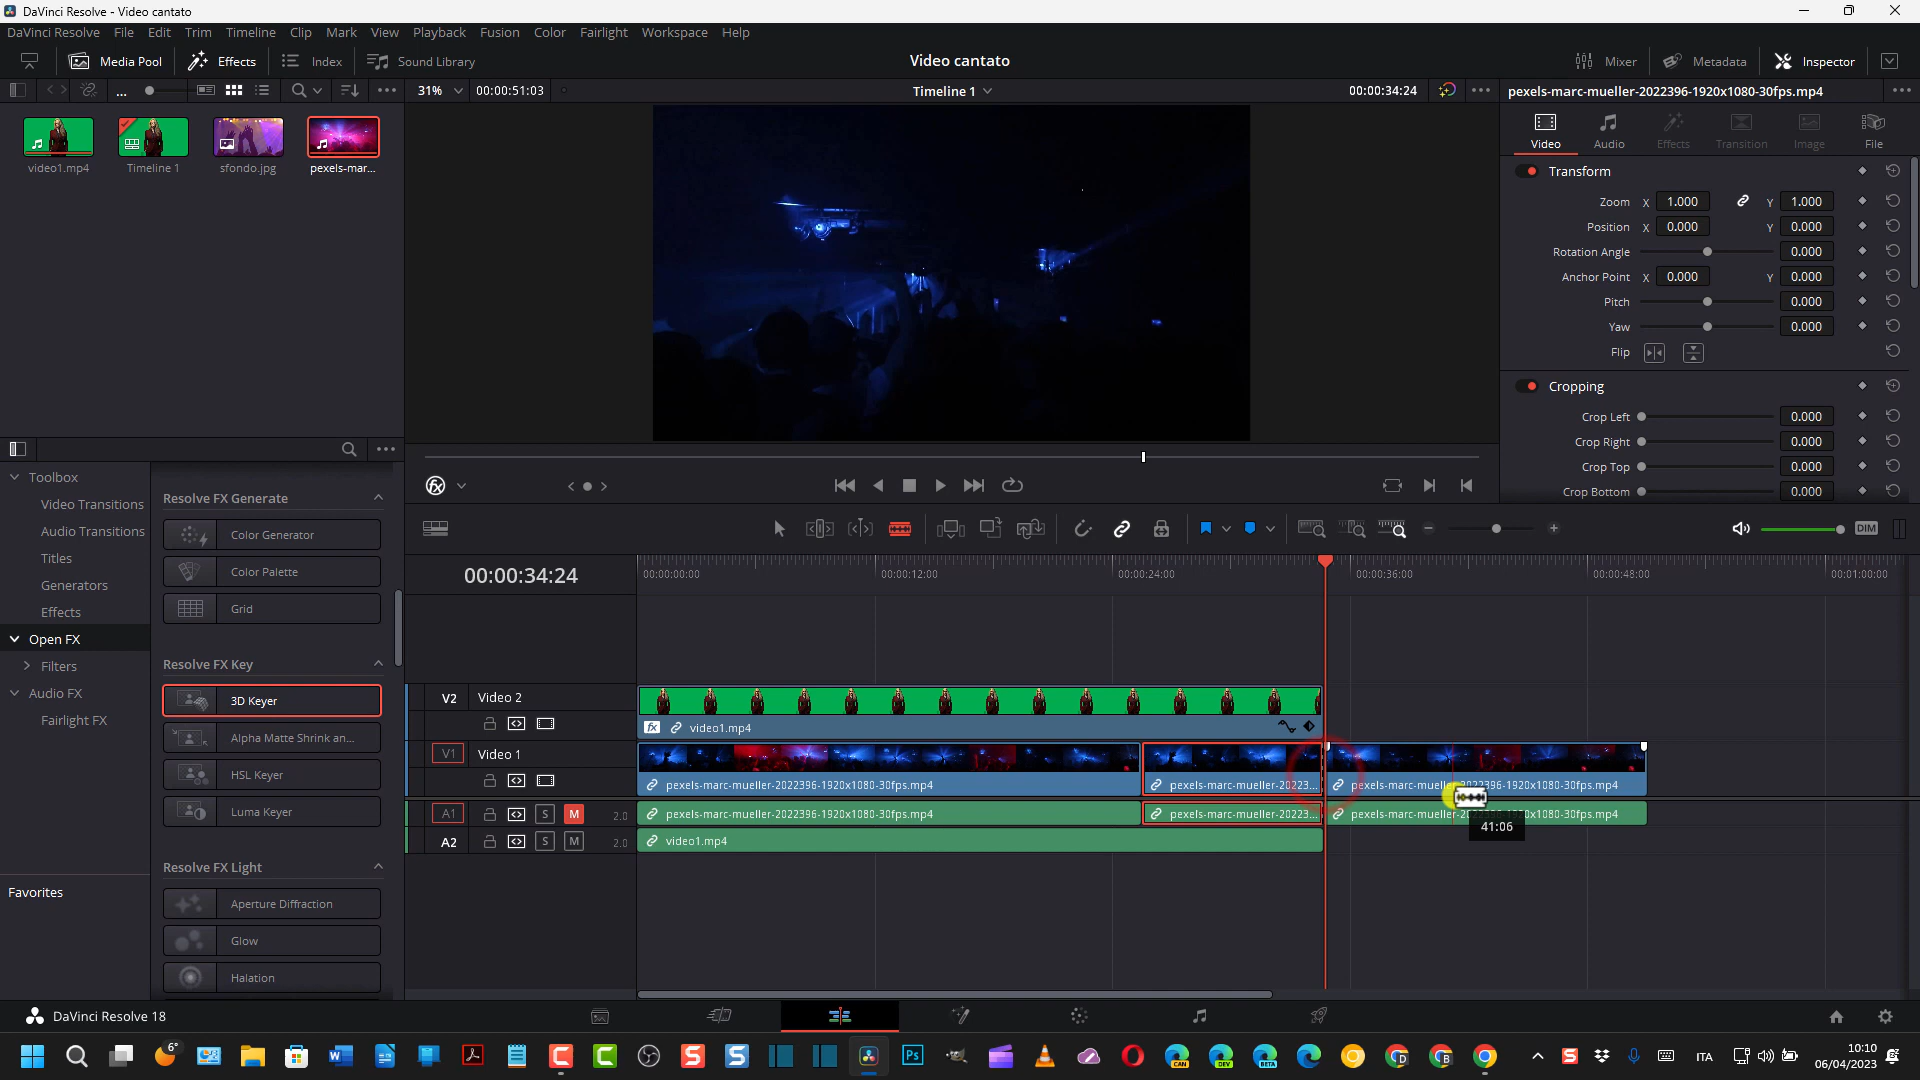 DaVinci Resolve - Video cantato
DaVinci Resolve File Edit Trim Timeline Clip Mark View Playback Fusion Color Fairlight Workspace Help
Media Pool Effects Index Sound Library Video cantato Mixer Metadata Inspector
... 31% 00:00:51:03 Timeline 1 00:00:34:24 pexels-marc-mueller-2022396-1920x1080-30fps.mp4
video1.mp4 Timeline 1 sfondo.jpg pexels-mar...
Video Audio Effects Transition Image File
Transform
Zoom X 1.000 Y 1.000
Position X 0.000 Y 0.000
Rotation Angle 0.000
Anchor Point X 0.000 Y 0.000
Pitch 0.000
Yaw 0.000
Flip
Cropping
Crop Left 0.000
Crop Right 0.000
Crop Top 0.000
Crop Bottom 0.000
Toolbox
Video Transitions
Audio Transitions
Titles
Generators
Effects
Open FX
Filters
Audio FX
Fairlight FX
Favorites
Resolve FX Generate
Color Generator
Color Palette
Grid
Resolve FX Key
3D Keyer
Alpha Matte Shrink an...
HSL Keyer
Luma Keyer
Resolve FX Light
Aperture Diffraction
Glow
Halation
DIM
00:00:34:24 00:00:00:00 00:00:12:00 00:00:24:00 00:00:36:00 00:00:48:00 00:01:00:00
V2 Video 2
fx video1.mp4
V1 Video 1
pexels-marc-mueller-2022396-1920x1080-30fps.mp4 pexels-marc-mueller-20223... pexels-marc-mueller-2022396-1920x1080-30fps.mp4
A1 S M 2.0 pexels-marc-mueller-2022396-1920x1080-30fps.mp4 pexels-marc-mueller-20223...
41:06
A2 S M 2.0 video1.mp4
DaVinci Resolve 18
6° ITA 10:10
06/04/2023